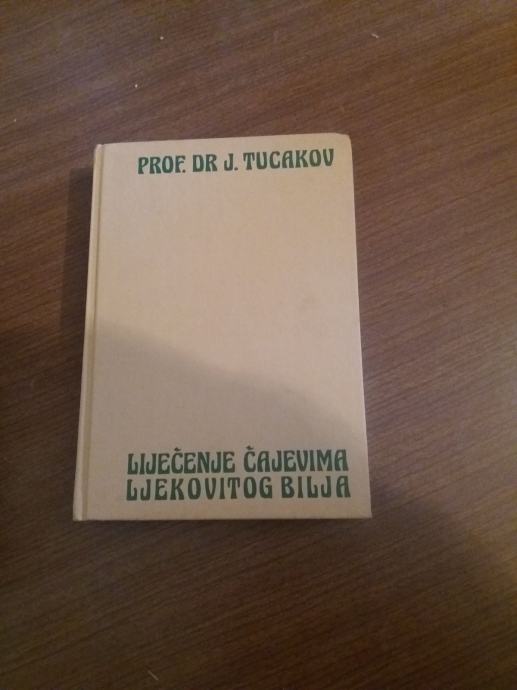 PROF. DR J. TUCAKOV
LIJEČENJE ČAJEVIMA
LJEKOVITOG BILJA